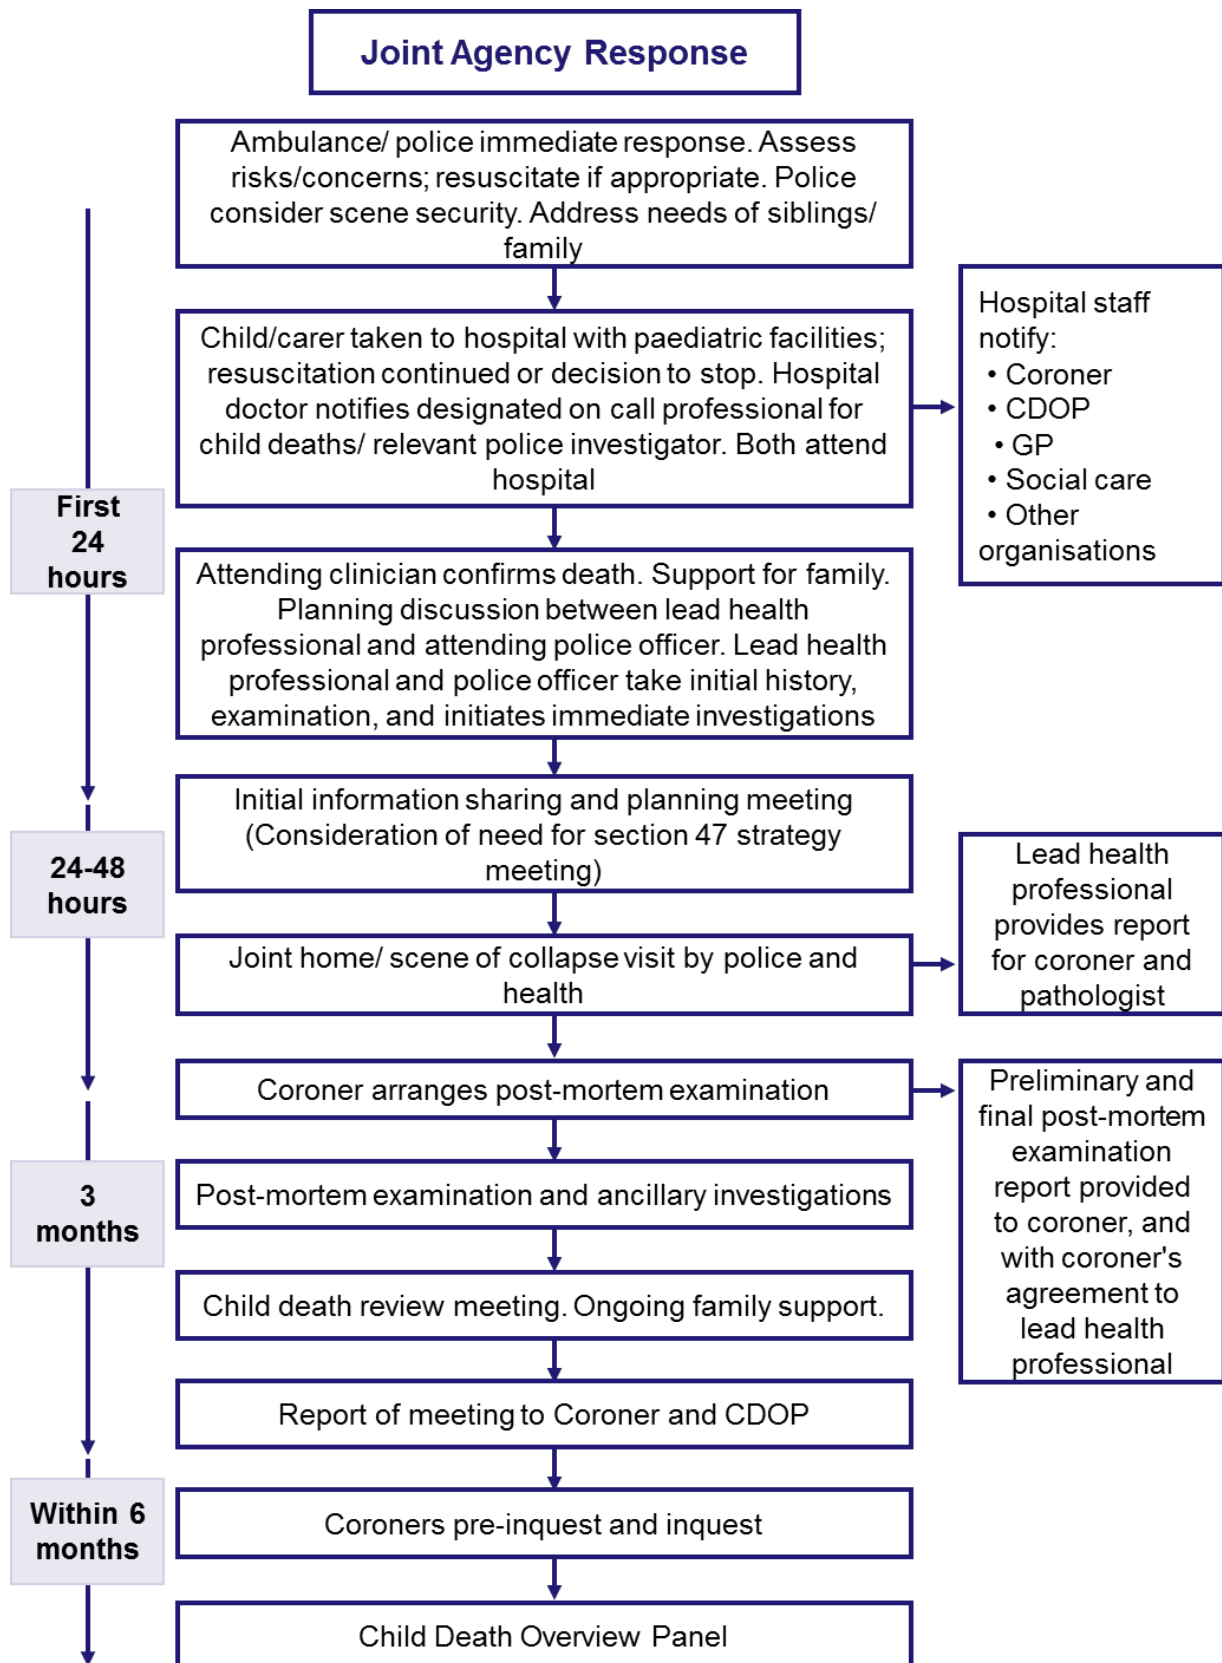 Joint Agency Response
Ambulance/ police immediate response. Assess
risks/concerns; resuscitate if appropriate. Police
consider scene security. Address needs of siblings/
family
Child/carer taken to hospital with paediatric facilities;
resuscitation continued or decision to stop. Hospital
doctor notifies designated on call professional for
child deaths/ relevant police investigator. Both attend
hospital
Hospital staff
notify:
• Coroner
• CDOP
• GP
• Social care
• Other
organisations
First
24
hours
Attending clinician confirms death. Support for family.
Planning discussion between lead health
professional and attending police officer. Lead health
professional and police officer take initial history,
examination, and initiates immediate investigations
24-48
hours
Initial information sharing and planning meeting
(Consideration of need for section 47 strategy
meeting)
Joint home/ scene of collapse visit by police and
health
Lead health
professional
provides report
for coroner and
pathologist
Coroner arranges post-mortem examination
Preliminary and
final post-mortem
examination
report provided
to coroner, and
with coroner's
agreement to
lead health
professional
3
months
Post-mortem examination and ancillary investigations
Child death review meeting. Ongoing family support.
Report of meeting to Coroner and CDOP
Within 6
months
Coroners pre-inquest and inquest
Child Death Overview Panel